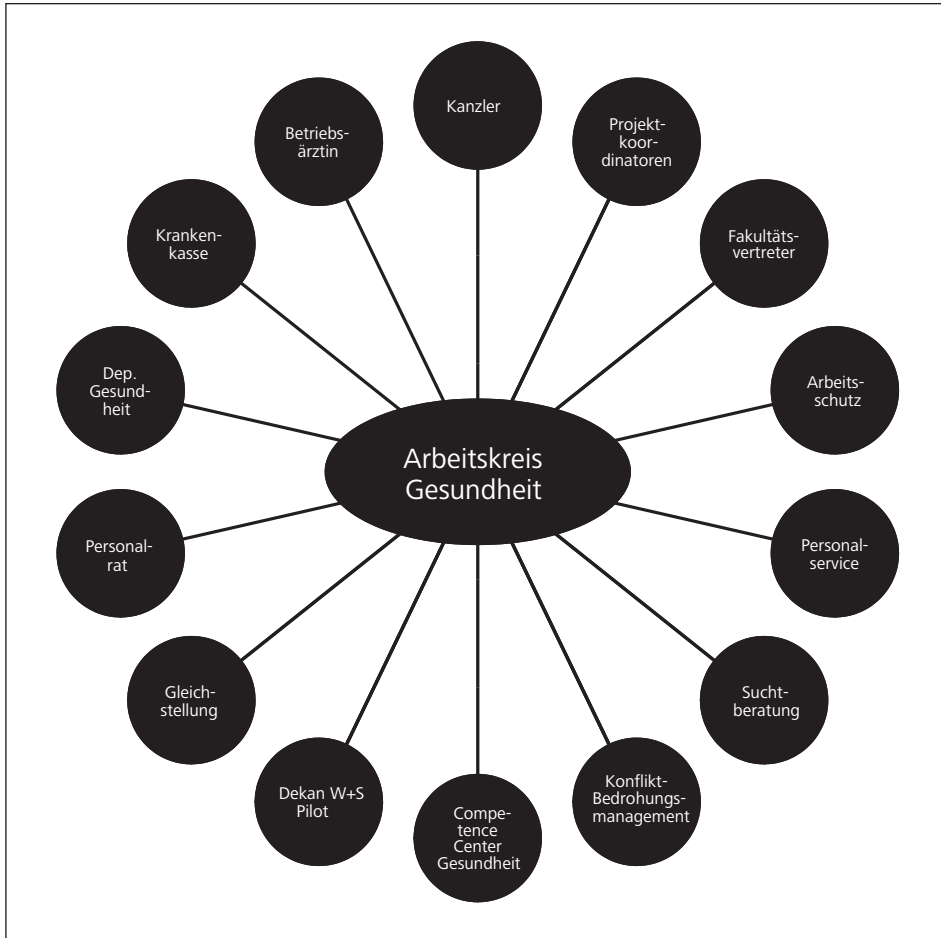 Kanzler
Projekt-
koor-
dinatoren
Fakultäts-
vertreter
Arbeits-
schutz
Personal-
service
Sucht-
beratung
Konflikt-
Bedrohungs-
management
Compe-
tence
Center
Gesundheit
Dekan W+S
Pilot
Gleich-
stellung
Personal-
rat
Dep.
Gesund-
heit
Kranken-
kasse
Betriebs-
ärztin
Arbeitskreis
Gesundheit